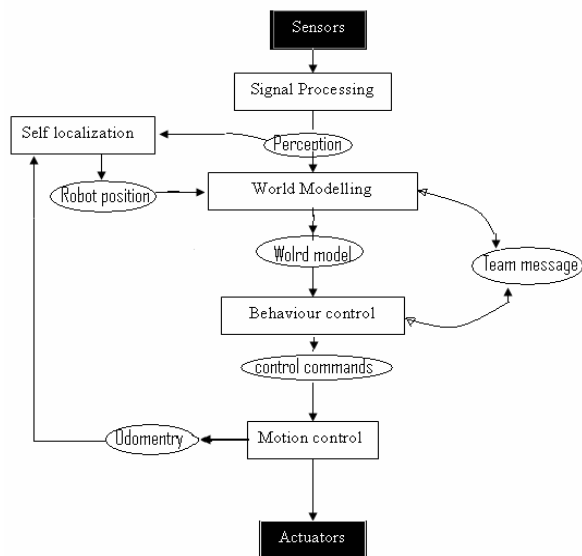 Sensors
Signal Processing
Self localization
Perception
Robot position
World Modelling
Wolrd model
Team message
Behaviour control
control commands
Odomentry
Motion control
Actuators